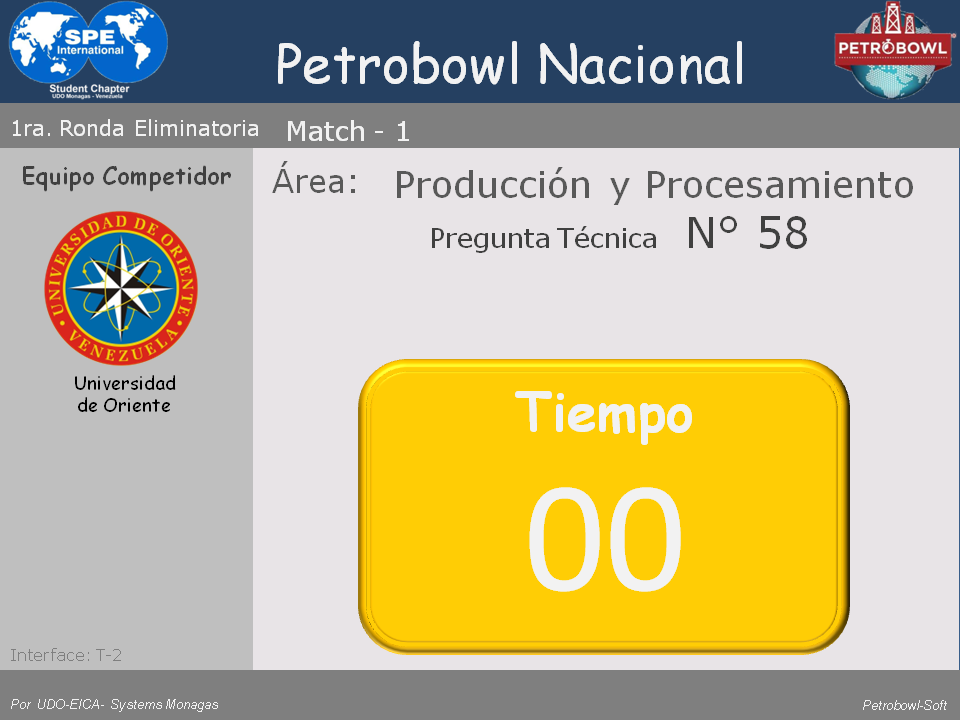 SPE
International
Student Chapter
UDO Monagas - Venezuela
Petrobowl Nacional
PETROBOWL
1ra. Ronda Eliminatoria
Match - 1
Equipo Competidor
UNIVERSIDAD DE ORIENTE
VENEZUELA
Universidad
de Oriente
Área: Producción y Procesamiento
Pregunta Técnica N° 58
Tiempo
00
Interface: T-2
Por UDO-EICA- Systems Monagas
Petrobowl-Soft